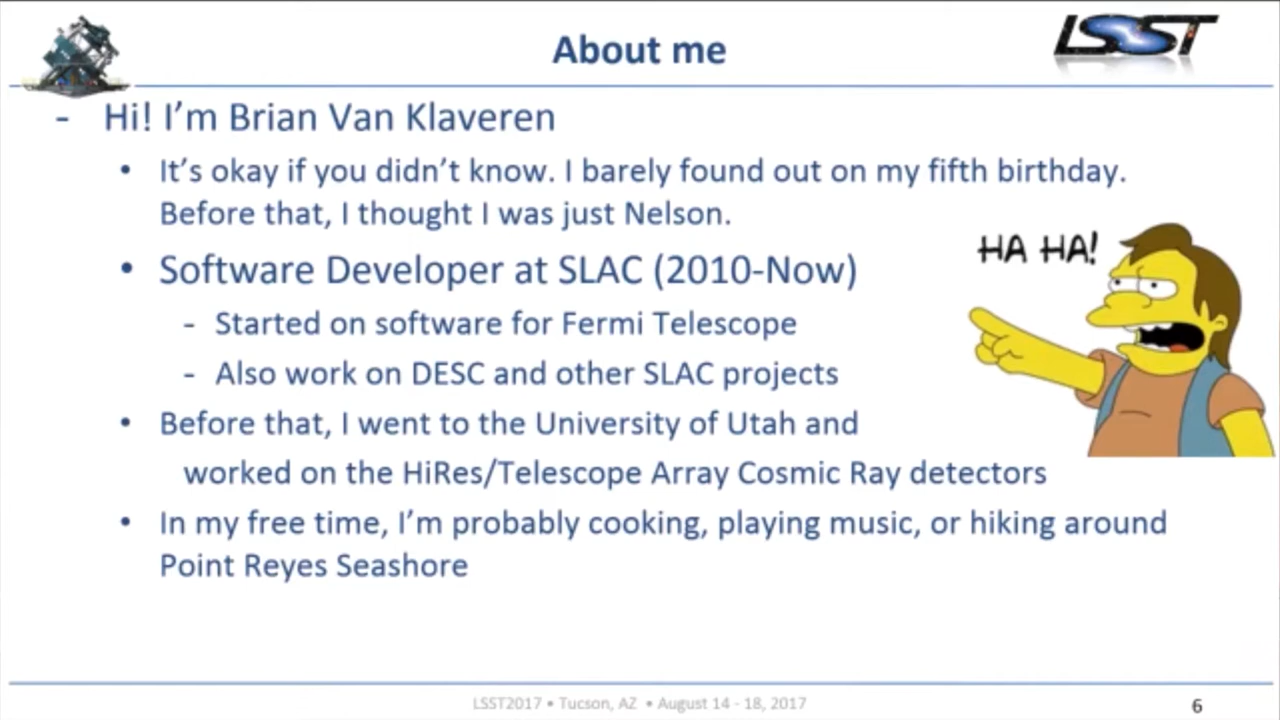 LSST
About me
- Hi! I'm Brian Van Klaveren
• It's okay if you didn't know. I barely found out on my fifth birthday.
Before that, I thought I was just Nelson.
HA HA!
• Software Developer at SLAC (2010-Now)
- Started on software for Fermi Telescope
- Also work on DESC and other SLAC projects
• Before that, I went to the University of Utah and
worked on the HiRes/Telescope Array Cosmic Ray detectors
• In my free time, I'm probably cooking, playing music, or hiking around
Point Reyes Seashore
LSST2017 • Tucson, AZ • August 14 - 18, 2017
6